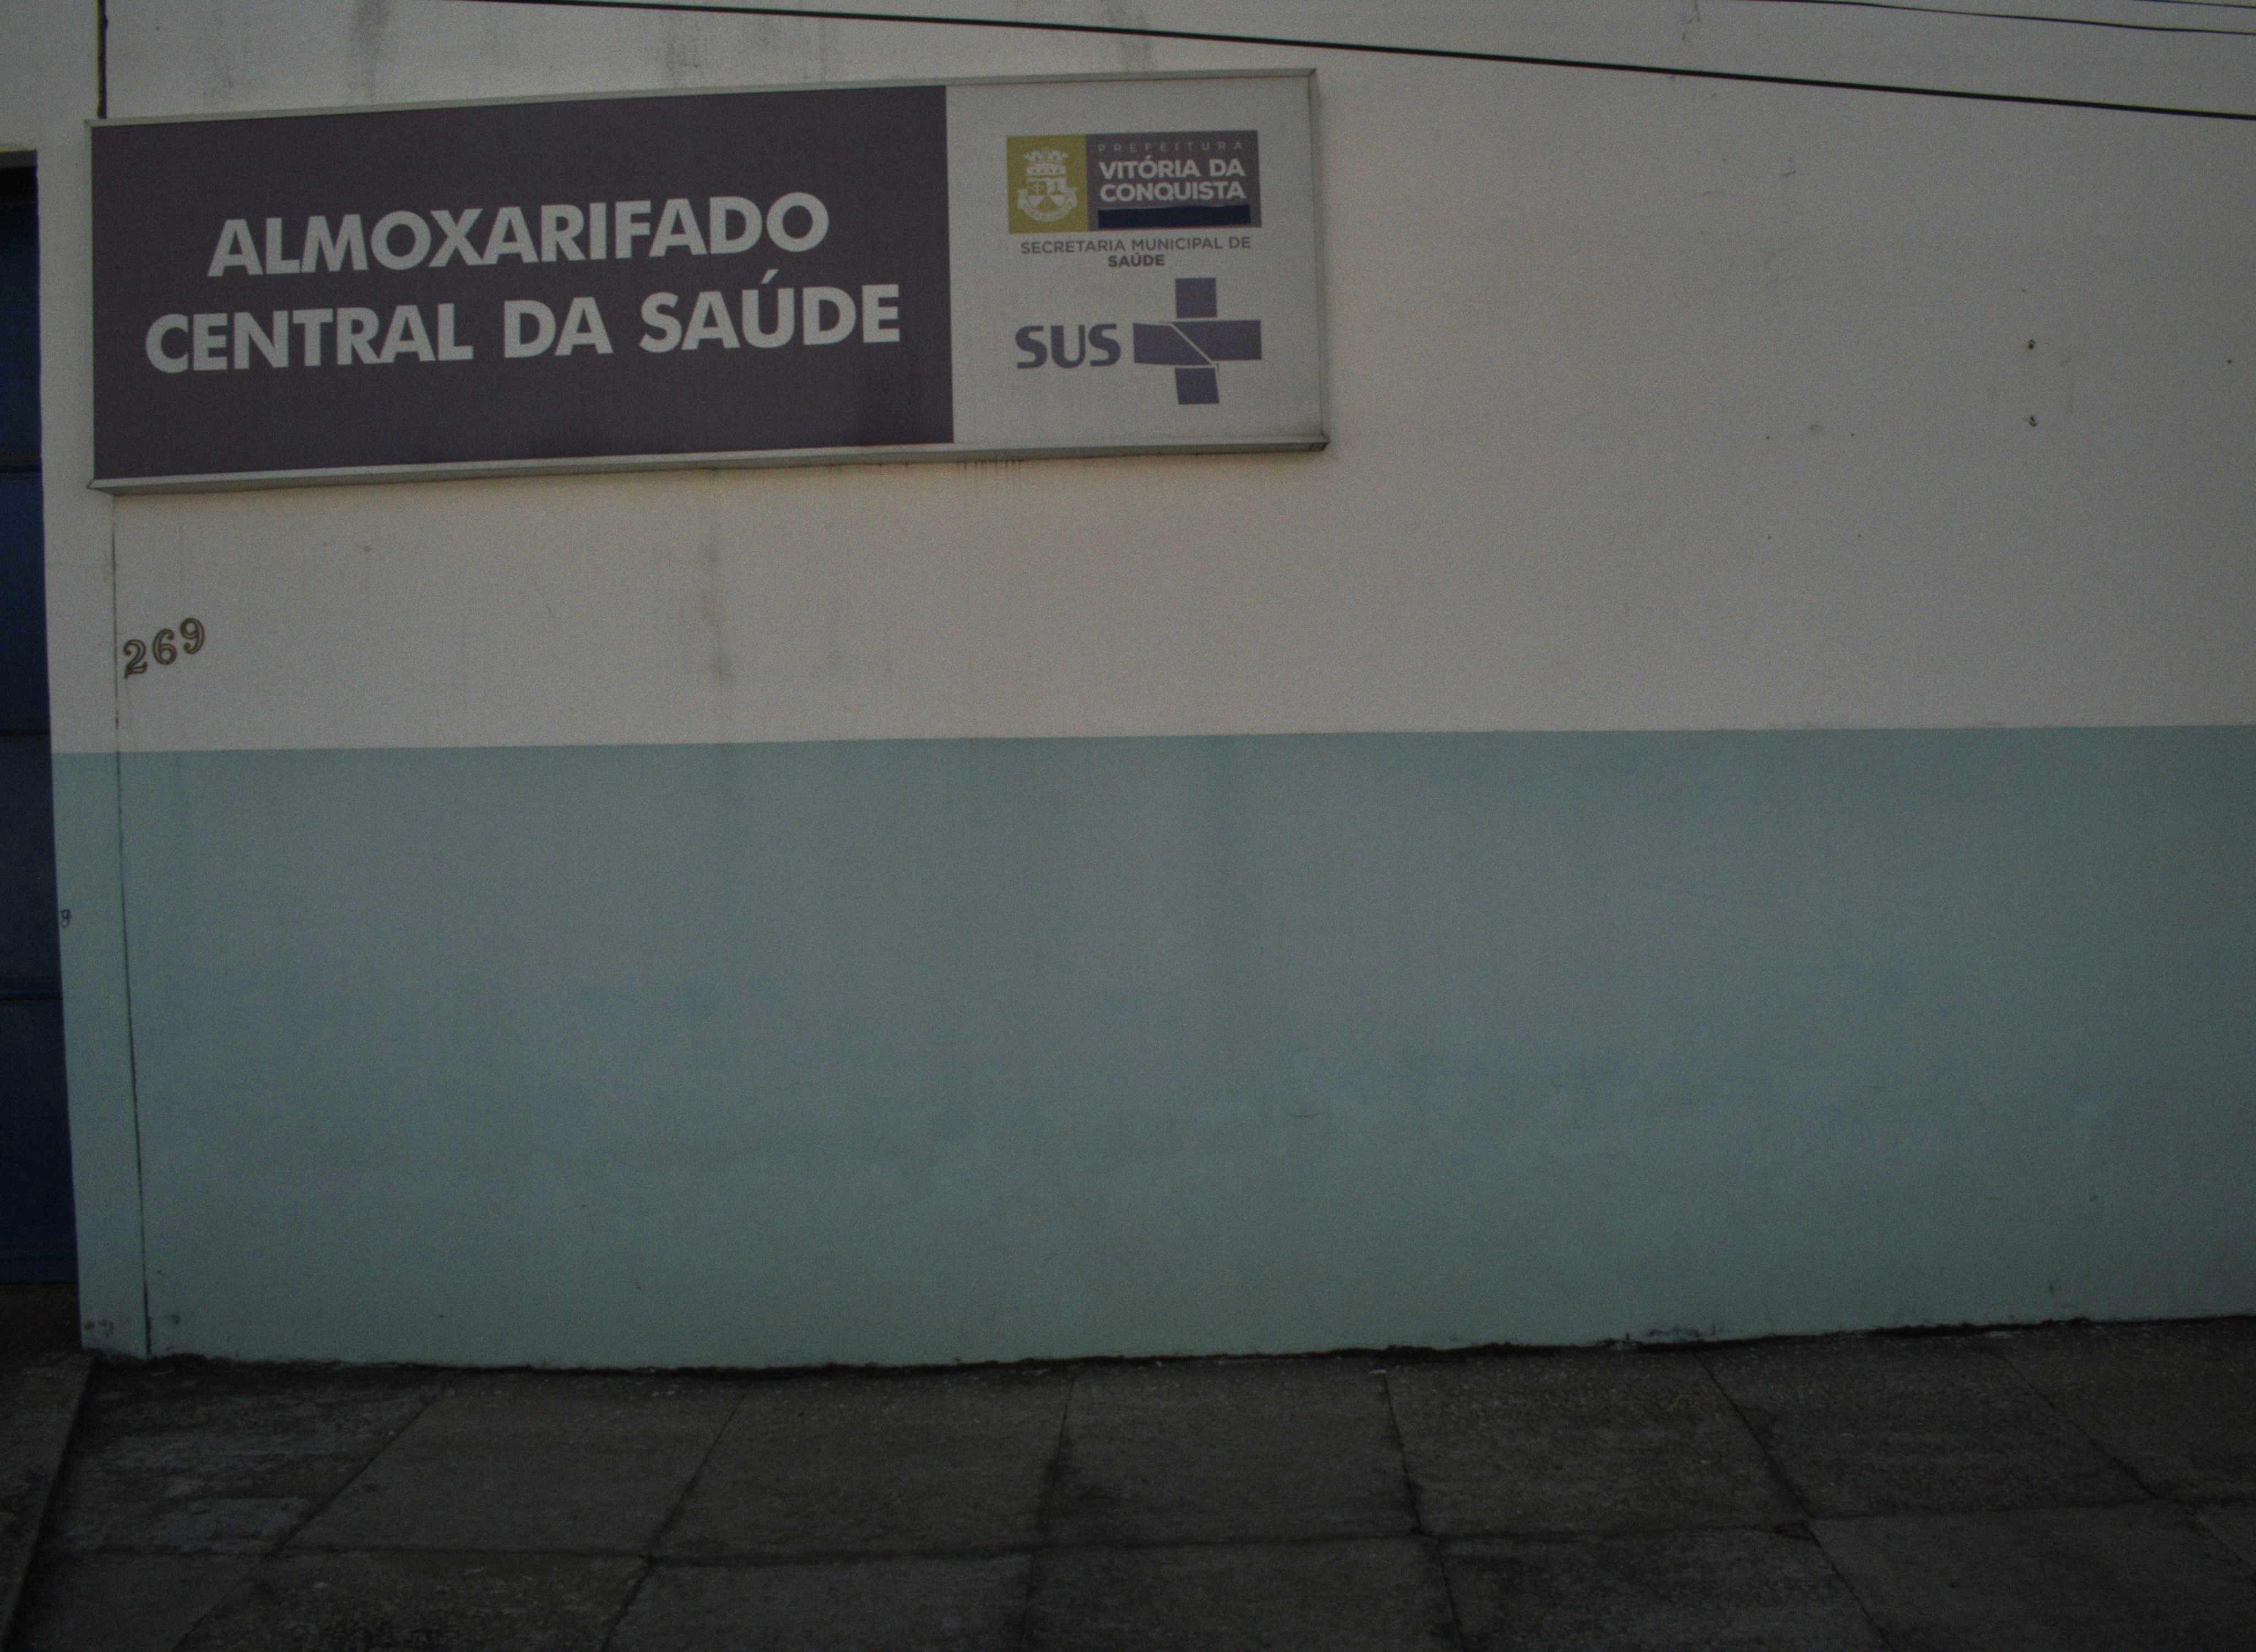 ALMOXARIFADO
CENTRAL DA SAÚDE
PREFEITURA
VITÓRIA DA
CONQUISTA
SECRETARIA MUNICIPAL DE
SAÚDE
SUS
269